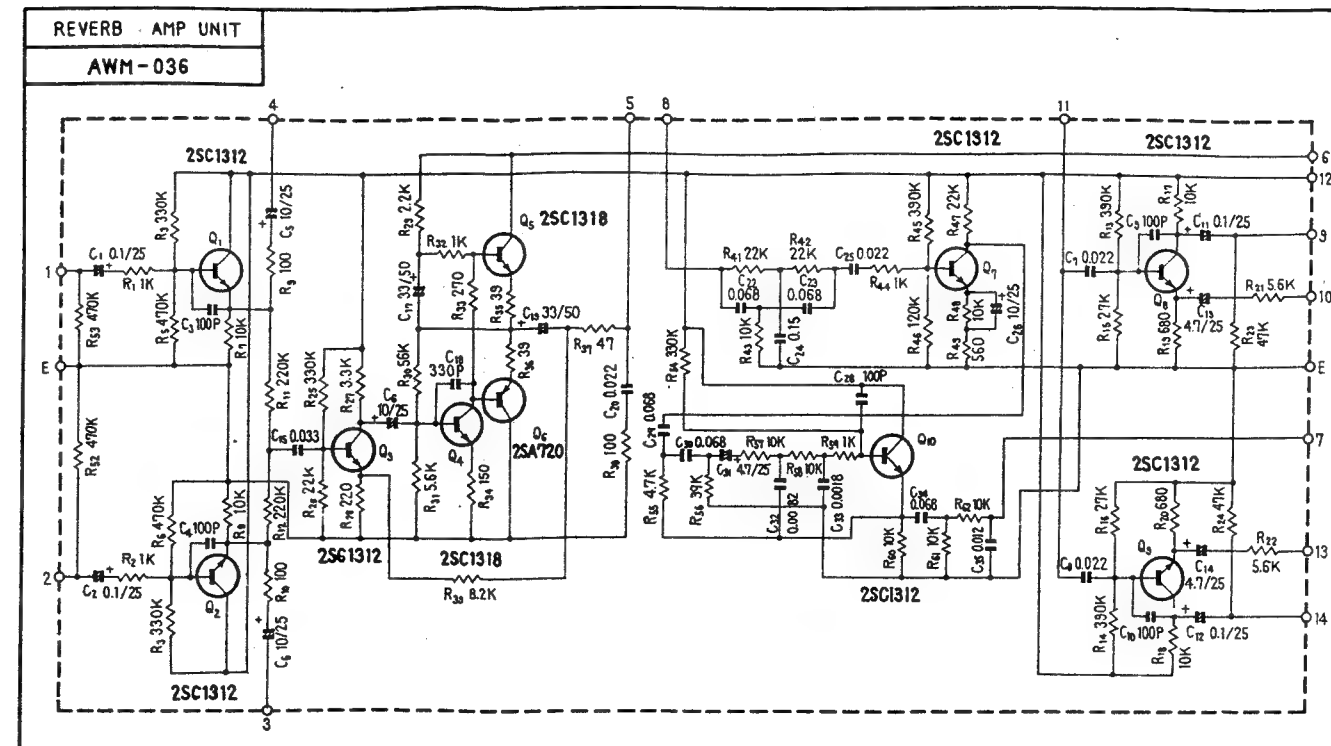 REVERB AMP UNIT
AWM-036
4
5
8
11
2SC1312
2SC1312
2SC1312
6
12
9
10
E
7
13
14
1
E
2
3
R3 330K
C1 0.1/25
R1 1K
Q1
R53 470K
R5 470K
C3 100P
R7 10K
C5 10/25
R9 100
R11 220K
R52 470K
R6 470K
C4 100P
R8 10K
R12 220K
R2 1K
C2 0.1/25
Q2
R10 100
R3 330K
C6 10/25
2SC1312
C15 0.033
R25 330K
R27 3.3K
Q3
R26 22K
R28 220
2SG1312
R29 2.2K
R32 1K
Q5
2SC1318
C17 33/50
R33 270
R35 39
C19 33/50
R37 47
R30 56K
C18 330P
39
R36
C6 10/25
Q4
Q6
2SA720
R31 5.6K
R34 150
2SC1318
R39 8.2K
C20 0.022
R38 100
R41 22K
R42 22K
C22 0.068
C23 0.068
R43 10K
C24 0.15
C25 0.022
R44 1K
R45 390K
R47 22K
Q7
R46 120K
R48 10K
R49 560
C26 10/25
R54 390K
C28 100P
C29 0.068
C30 0.068
R57 10K
R59 1K
Q10
C31 4.7/25
R58 10K
R55 4.7K
R56 39K
C32 0.0082
C33 0.0018
C34 0.068
R62 10K
R60 10K
R61 10K
C35 0.012
2SC1312
R13 390K
C9 100P
R17 10K
C11 0.1/25
C7 0.022
Q8
R15 27K
R19 680
C13 4.7/25
R21 5.6K
R23 47K
2SC1312
R16 27K
R20 680
R24 47K
Q9
R22 5.6K
C8 0.022
C14 4.7/25
R14 390K
C10 100P
C12 0.1/25
R18 10K